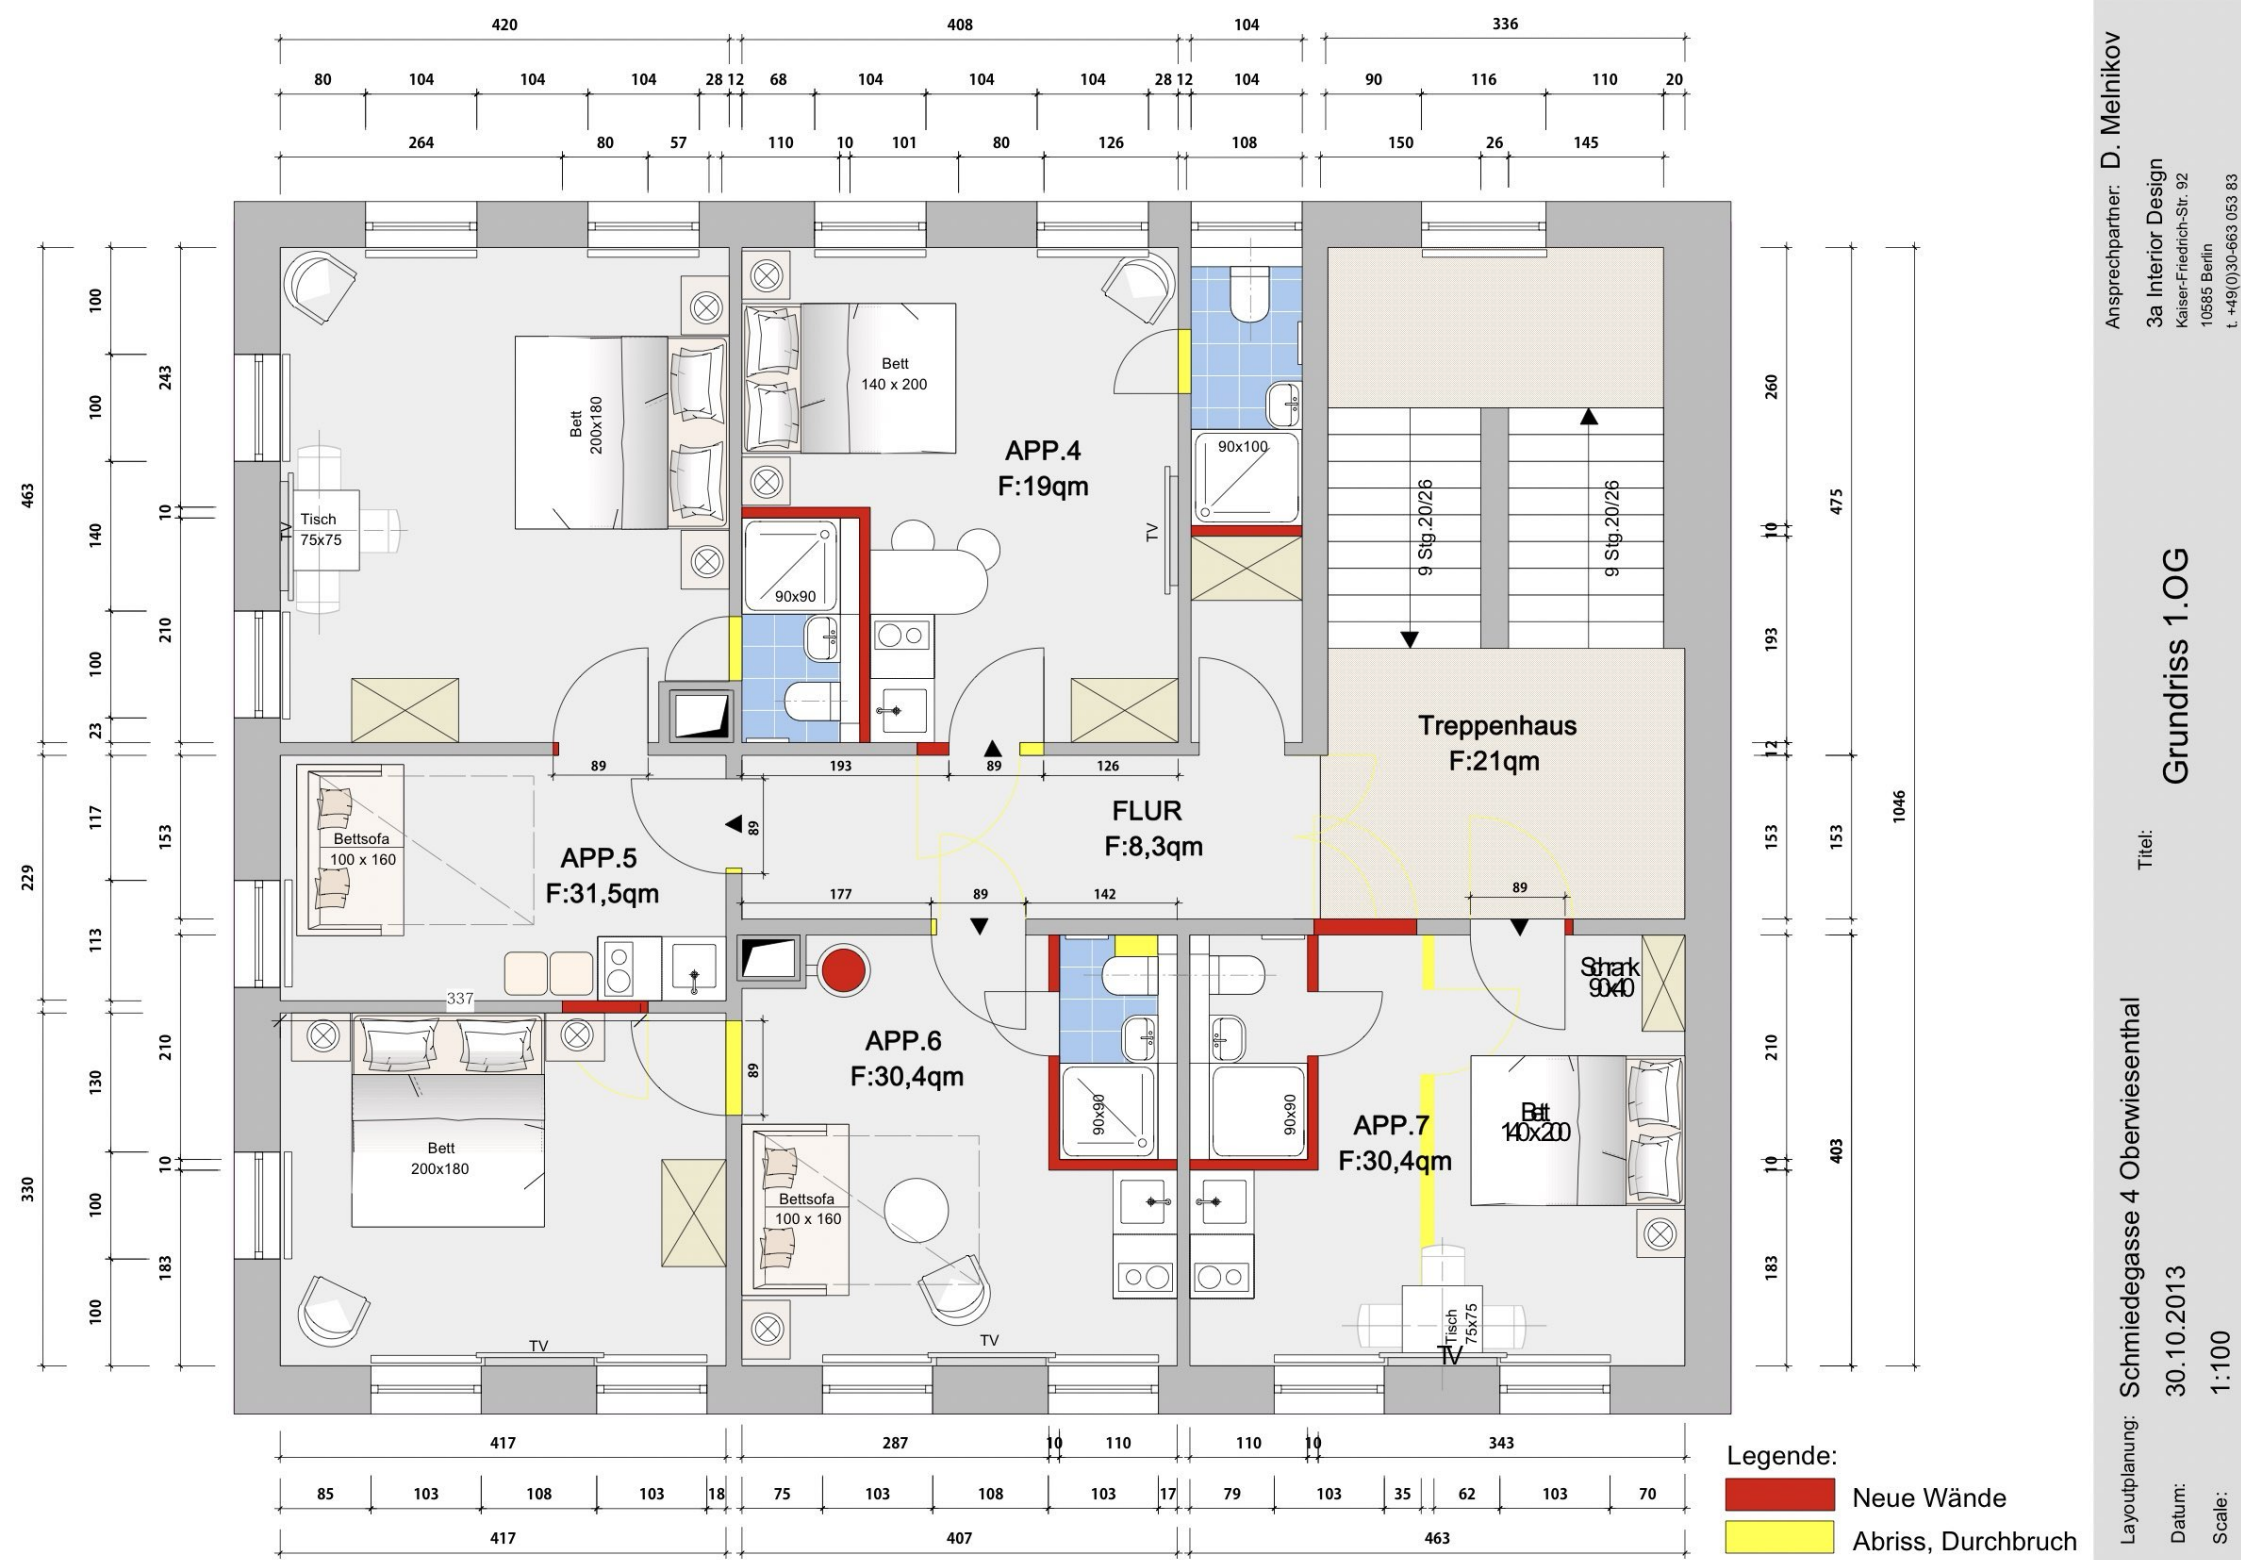 420 408 104 336
80 104 104 104 28 12 68 104 104 104 28 12 104 90 116 110 20
264 80 57 110 10 101 80 126 108 150 26 145
463
229
330
100
100
140
100
23
117
113
130
100
100
243
10
210
153
210
10
183
Bett
200x180
Tisch
75x75
TV
Bett
140 x 200
APP.4
F:19qm
TV
90x90
90x100
9 Stg.20/26
9 Stg.20/26
Treppenhaus
F:21qm
89
193 89 126
89
FLUR
F:8,3qm
177 89 142
89
Bettsofa
100 x 160
APP.5
F:31,5qm
337
Bett
200x180
TV
89
APP.6
F:30,4qm
90x90
Bettsofa
100 x 160
TV
90x90
APP.7
F:30,4qm
Schrank
90x40
Bett
140x200
Tisch
75x75
TV
260
10
193
12
153
210
10
183
475
153
403
1046
417 287 10 110 110 10 343
85 103 108 103 18 75 103 108 103 17 79 103 35 62 103 70
417 407 463
Legende:
Neue Wände
Abriss, Durchbruch
Ansprechpartner: D. Melnikov
3a Interior Design
Kaiser-Friedrich-Str. 92
10585 Berlin
t. +49(0)30-663 053 83
Titel: Grundriss 1.OG
Layoutplanung: Schmiedegasse 4 Oberwiesenthal
Datum: 30.10.2013
Scale: 1:100